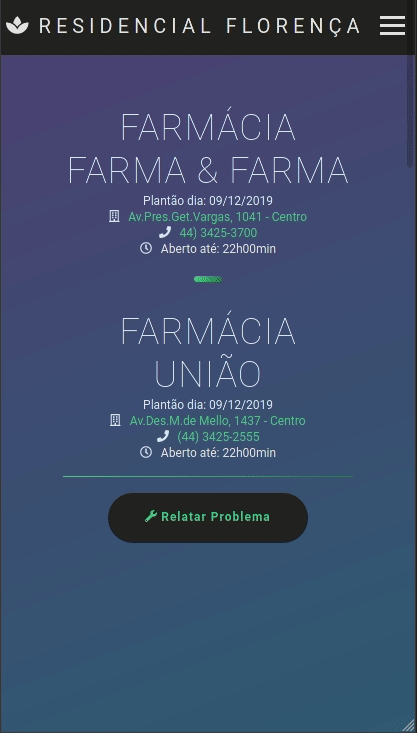 RESIDENCIAL FLORENÇA
FARMÁCIA
FARMA & FARMA
Plantão dia: 09/12/2019
Av.Pres.Get.Vargas, 1041 - Centro
44) 3425-3700
Aberto até: 22h00min
FARMÁCIA
UNIÃO
Plantão dia: 09/12/2019
Av.Des.M.de Mello, 1437 - Centro
(44) 3425-2555
Aberto até: 22h00min
Relatar Problema